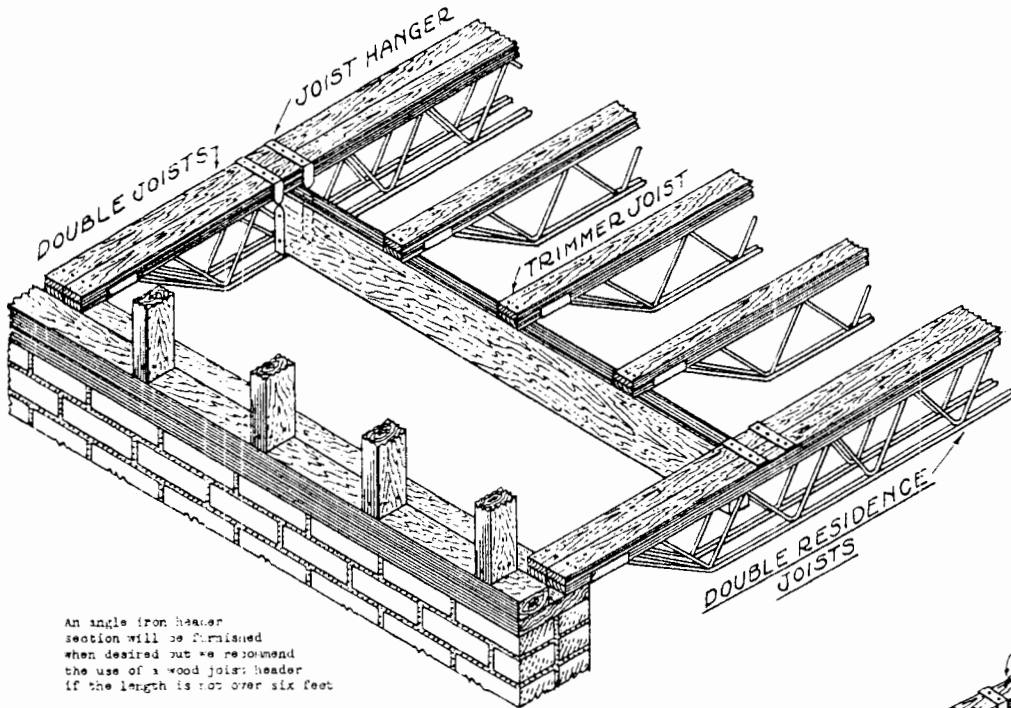 JOIST HANGER
DOUBLE JOISTS
TRIMMER JOIST
DOUBLE RESIDENCE
JOISTS
An angle iron header
section will be furnished
when desired but we recommend
the use of a wood joist header
if the length is not over six feet